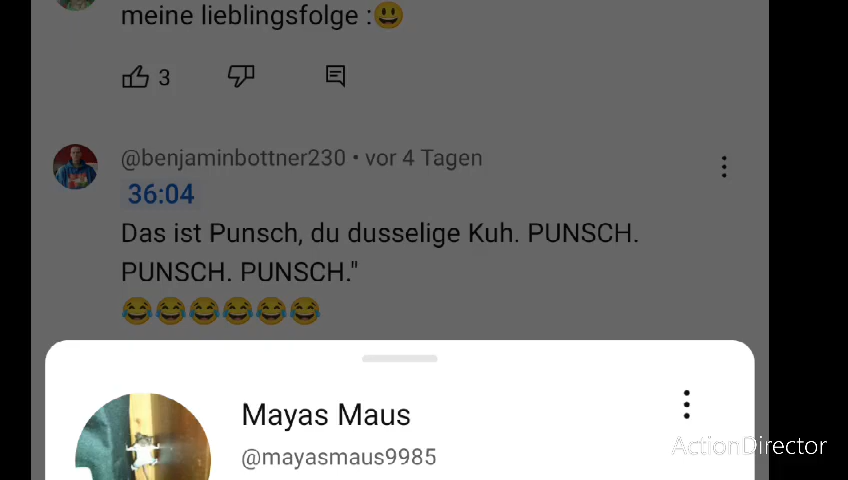 meine lieblingsfolge :😃
3
@benjaminbottner230 • vor 4 Tagen
36:04
Das ist Punsch, du dusselige Kuh. PUNSCH.
PUNSCH. PUNSCH."
😂😂😂😂😂😂
Mayas Maus
@mayasmaus9985
ActionDirector